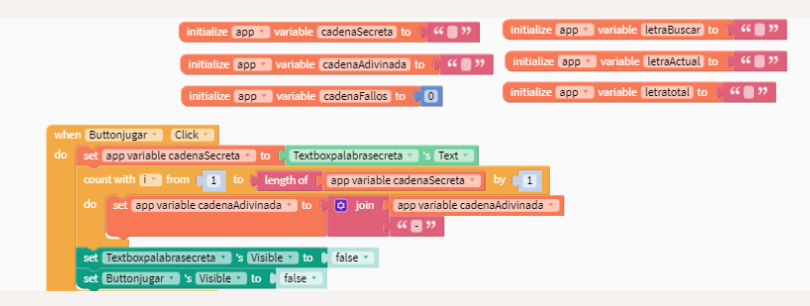 initialize app variable cadenaSecreta to “ ”
initialize app variable letraBuscar to “ ”
initialize app variable cadenaAdivinada to “ ”
initialize app variable letraActual to “ ”
initialize app variable cadenaFallos to 0
initialize app variable letratotal to “ ”
when Buttonjugar Click
do set app variable cadenaSecreta to Textboxpalabrasecreta 's Text
count with i from 1 to length of app variable cadenaSecreta by 1
do set app variable cadenaAdivinada to join app variable cadenaAdivinada
“ - ”
set Textboxpalabrasecreta 's Visible to false
set Buttonjugar 's Visible to false